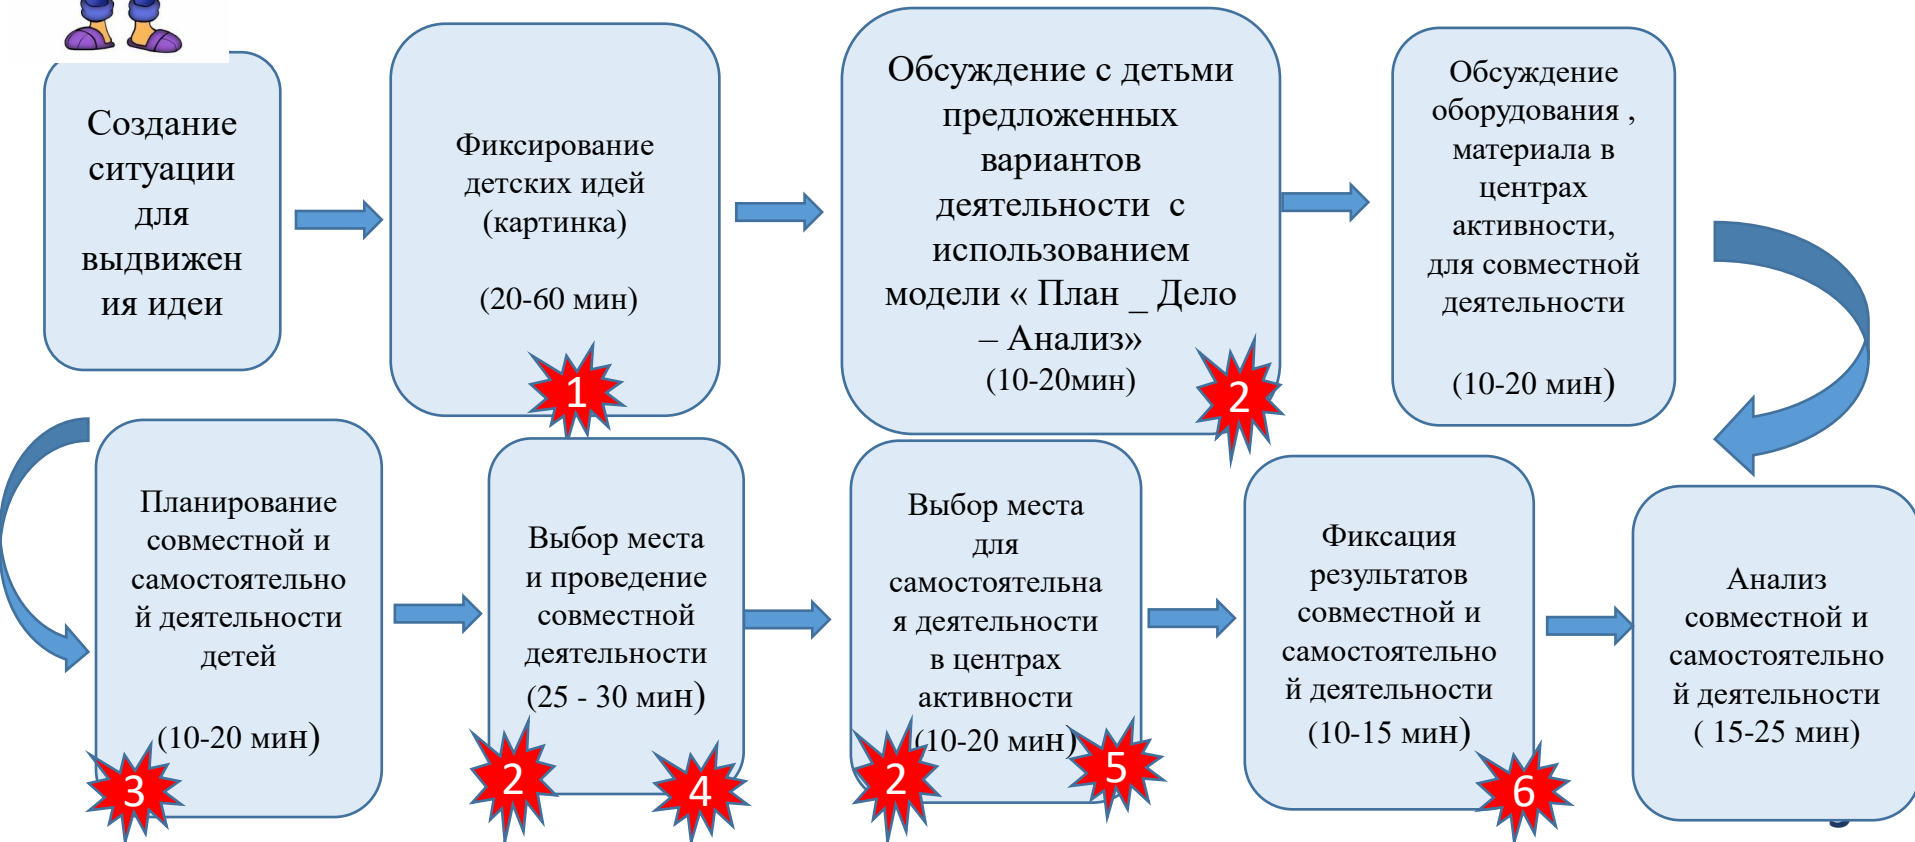 Создание
ситуации
для
выдвижен
ия идеи
Фиксирование
детских идей
(картинка)
(20-60 мин)
1
Обсуждение с детьми
предложенных
вариантов
деятельности с
использованием
модели « План _ Дело
– Анализ»
(10-20мин)
2
Обсуждение
оборудования ,
материала в
центрах
активности,
для совместной
деятельности
(10-20 мин)
Планирование
совместной и
самостоятельно
й деятельности
детей
(10-20 мин)
3
Выбор места
и проведение
совместной
деятельности
(25 - 30 мин)
2
4
Выбор места
для
самостоятельна
я деятельности
в центрах
активности
(10-20 мин)
2
5
Фиксация
результатов
совместной и
самостоятельно
й деятельности
(10-15 мин)
6
Анализ
совместной и
самостоятельно
й деятельности
( 15-25 мин)